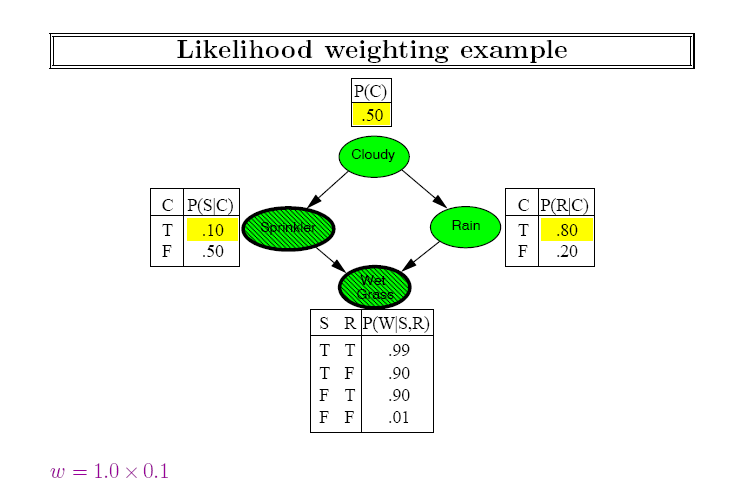 Likelihood weighting example
P(C)
.50
Cloudy
C P(S|C)
T .10
F .50
Sprinkler
Rain
C P(R|C)
T .80
F .20
Wet
Grass
S R P(W|S,R)
T T .99
T F .90
F T .90
F F .01
w = 1.0 × 0.1